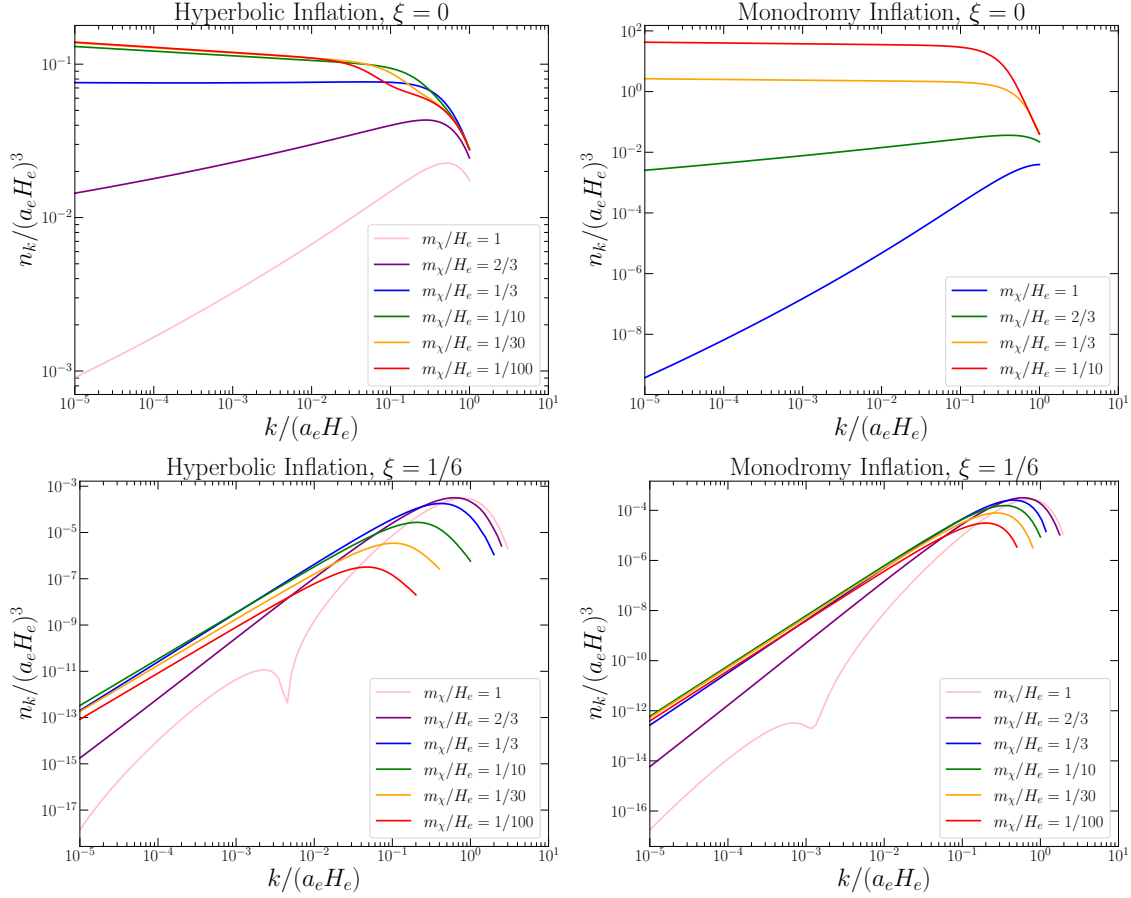 Hyperbolic Inflation, ξ = 0
n_k/(a_eH_e)^3
10^{-1}
10^{-2}
10^{-3}
10^{-5} 10^{-4} 10^{-3} 10^{-2} 10^{-1} 10^0 10^1
k/(a_eH_e)
m_χ/H_e = 1
m_χ/H_e = 2/3
m_χ/H_e = 1/3
m_χ/H_e = 1/10
m_χ/H_e = 1/30
m_χ/H_e = 1/100
Monodromy Inflation, ξ = 0
n_k/(a_eH_e)^3
10^2
10^0
10^{-2}
10^{-4}
10^{-6}
10^{-8}
10^{-5} 10^{-4} 10^{-3} 10^{-2} 10^{-1} 10^0 10^1
k/(a_eH_e)
m_χ/H_e = 1
m_χ/H_e = 2/3
m_χ/H_e = 1/3
m_χ/H_e = 1/10
Hyperbolic Inflation, ξ = 1/6
n_k/(a_eH_e)^3
10^{-3}
10^{-5}
10^{-7}
10^{-9}
10^{-11}
10^{-13}
10^{-15}
10^{-17}
10^{-5} 10^{-4} 10^{-3} 10^{-2} 10^{-1} 10^0 10^1
k/(a_eH_e)
m_χ/H_e = 1
m_χ/H_e = 2/3
m_χ/H_e = 1/3
m_χ/H_e = 1/10
m_χ/H_e = 1/30
m_χ/H_e = 1/100
Monodromy Inflation, ξ = 1/6
n_k/(a_eH_e)^3
10^{-4}
10^{-6}
10^{-8}
10^{-10}
10^{-12}
10^{-14}
10^{-16}
10^{-5} 10^{-4} 10^{-3} 10^{-2} 10^{-1} 10^0 10^1
k/(a_eH_e)
m_χ/H_e = 1
m_χ/H_e = 2/3
m_χ/H_e = 1/3
m_χ/H_e = 1/10
m_χ/H_e = 1/30
m_χ/H_e = 1/100